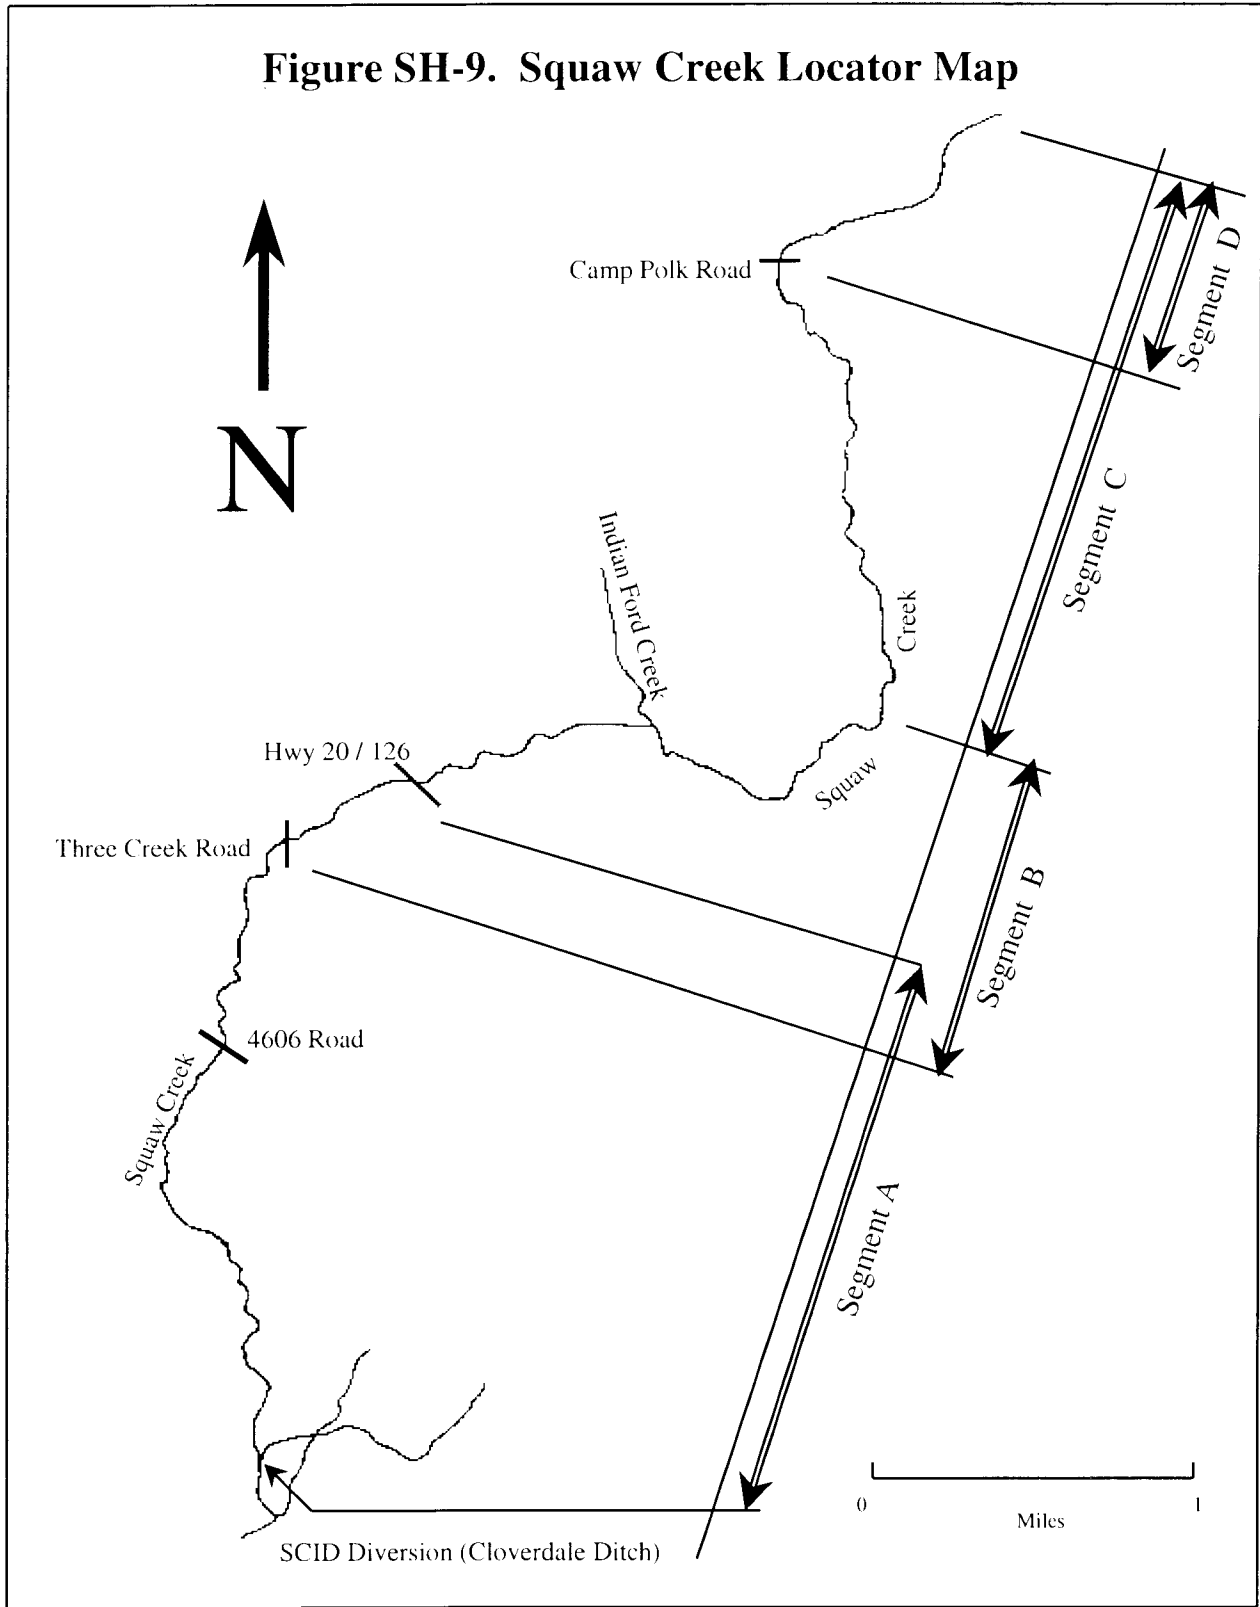 Figure SH-9.  Squaw Creek Locator Map
Camp Polk Road
Segment D
N
Segment C
Indian Ford Creek
Creek
Hwy 20 / 126
Squaw
Three Creek Road
Segment B
4606 Road
Squaw Creek
Segment A
0
1
Miles
SCID Diversion (Cloverdale Ditch)